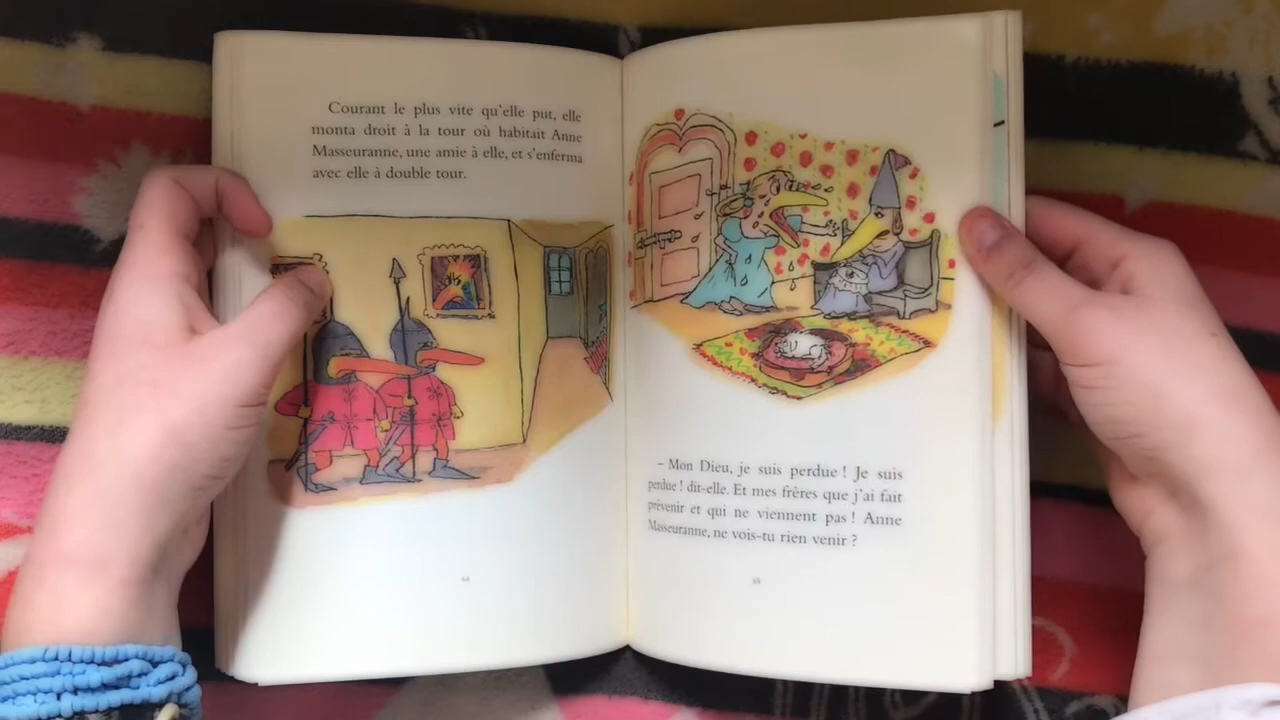 Courant le plus vite qu'elle put, elle
monta droit à la tour où habitait Anne
Masseuranne, une amie à elle, et s'enferma
avec elle à double tour.
– Mon Dieu, je suis perdue ! Je suis
perdue ! dit-elle. Et mes frères que j'ai fait
prévenir et qui ne viennent pas ! Anne
Masseuranne, ne vois-tu rien venir ?